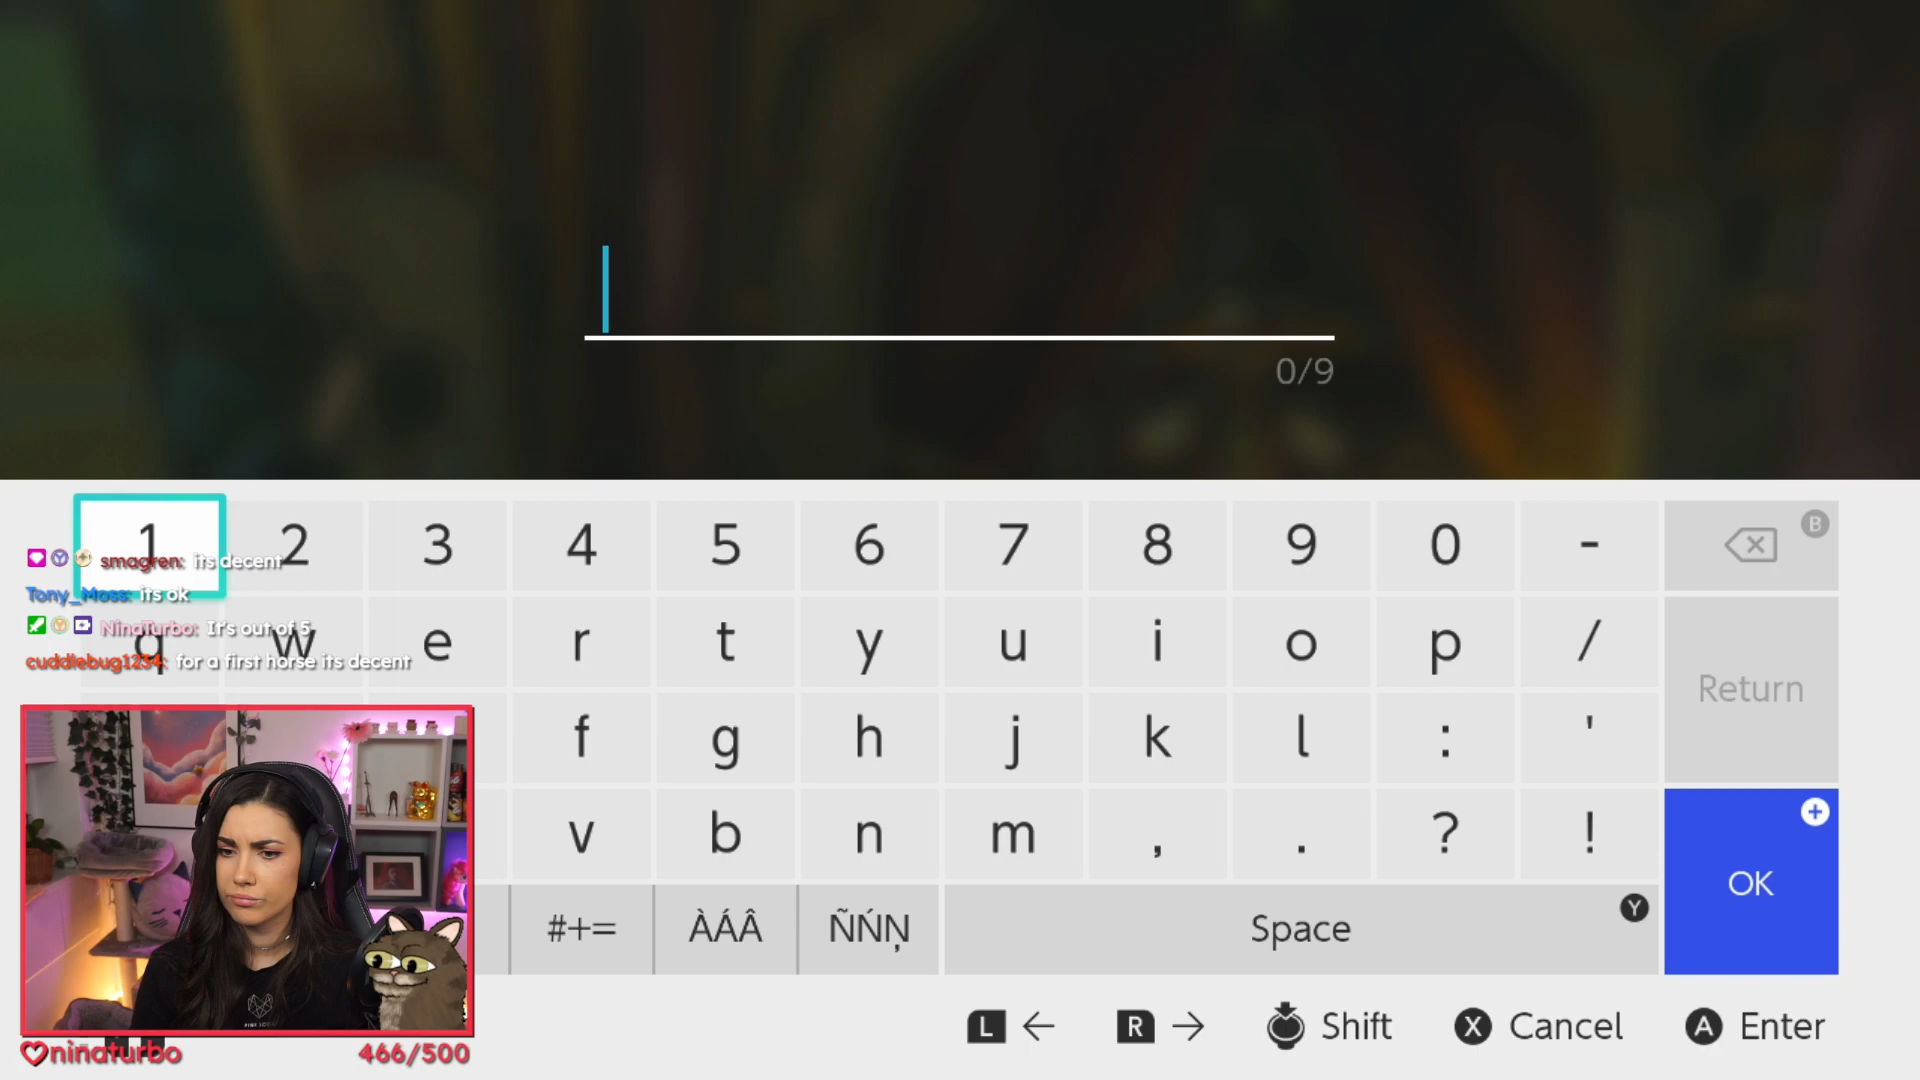 0/9
1 2 3 4 5 6 7 8 9 0 - B
smagren: its decent
Tony_Moss: its ok
q w e r t y u i o p /
NinaTurbo: It's out of 5
cuddlebug1234: for a first horse its decent
Return
f g h j k l : '
v b n m , . ? ! +
OK
#+= ÀÁÂ ÑŃŅ Space Y
L ← R → Shift X Cancel A Enter
ninaturbo 466/500